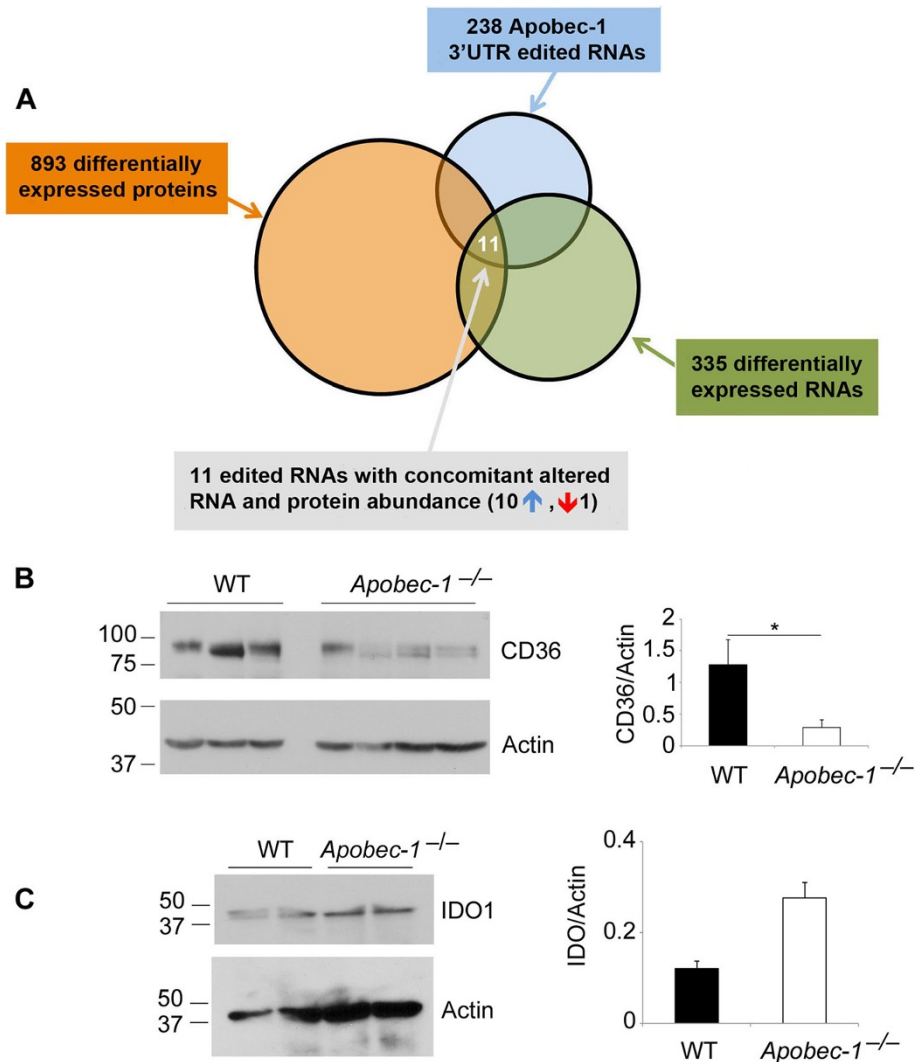 238 Apobec-1
3'UTR edited RNAs
A
893 differentially
expressed proteins
11
335 differentially
expressed RNAs
11 edited RNAs with concomitant altered
RNA and protein abundance (10 ↑ , ↓ 1)
B
WT Apobec-1 –/–
100
75
CD36
50
37
Actin
2
1.5
1
0.5
0
CD36/Actin
*
WT Apobec-1 –/–
C
WT Apobec-1 –/–
50
37
IDO1
50
37
Actin
0.4
0.2
0
IDO/Actin
WT Apobec-1 –/–